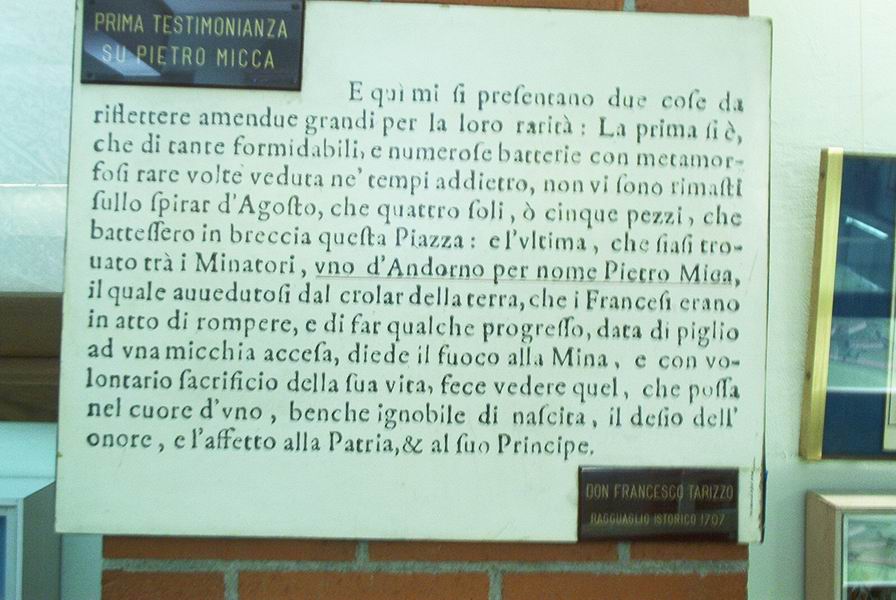 PRIMA TESTIMONIANZA
SU PIETRO MICCA
E quì mi ſi preſentano due coſe da
riflettere amendue grandi per la loro rarità : La prima ſi è,
che di tante formidabili, e numeroſe batterie con metamor-
foſi rare volte veduta ne' tempi addietro, non vi ſono rimaſti
ſullo ſpirar d'Agoſto, che quattro ſoli, ò cinque pezzi, che
batteſſero in breccia queſta Piazza : e l'vltima, che ſiaſi tro-
uato trà i Minatori, vno d'Andorno per nome Pietro Mica,
il quale auuedutoſi dal crolar della terra, che i Franceſi erano
in atto di rompere, e di far qualche progreſſo, data di piglio
ad vna micchia acceſa, diede il fuoco alla Mina, e con vo-
lontario ſacrificio della ſua vita, fece vedere quel, che poſſa
nel cuore d'vno, benche ignobile di naſcita, il deſio dell'
onore, e l'affetto alla Patria, & al ſuo Principe.
DON FRANCESCO TARIZZO
RAGGUAGLIO ISTORICO 1707